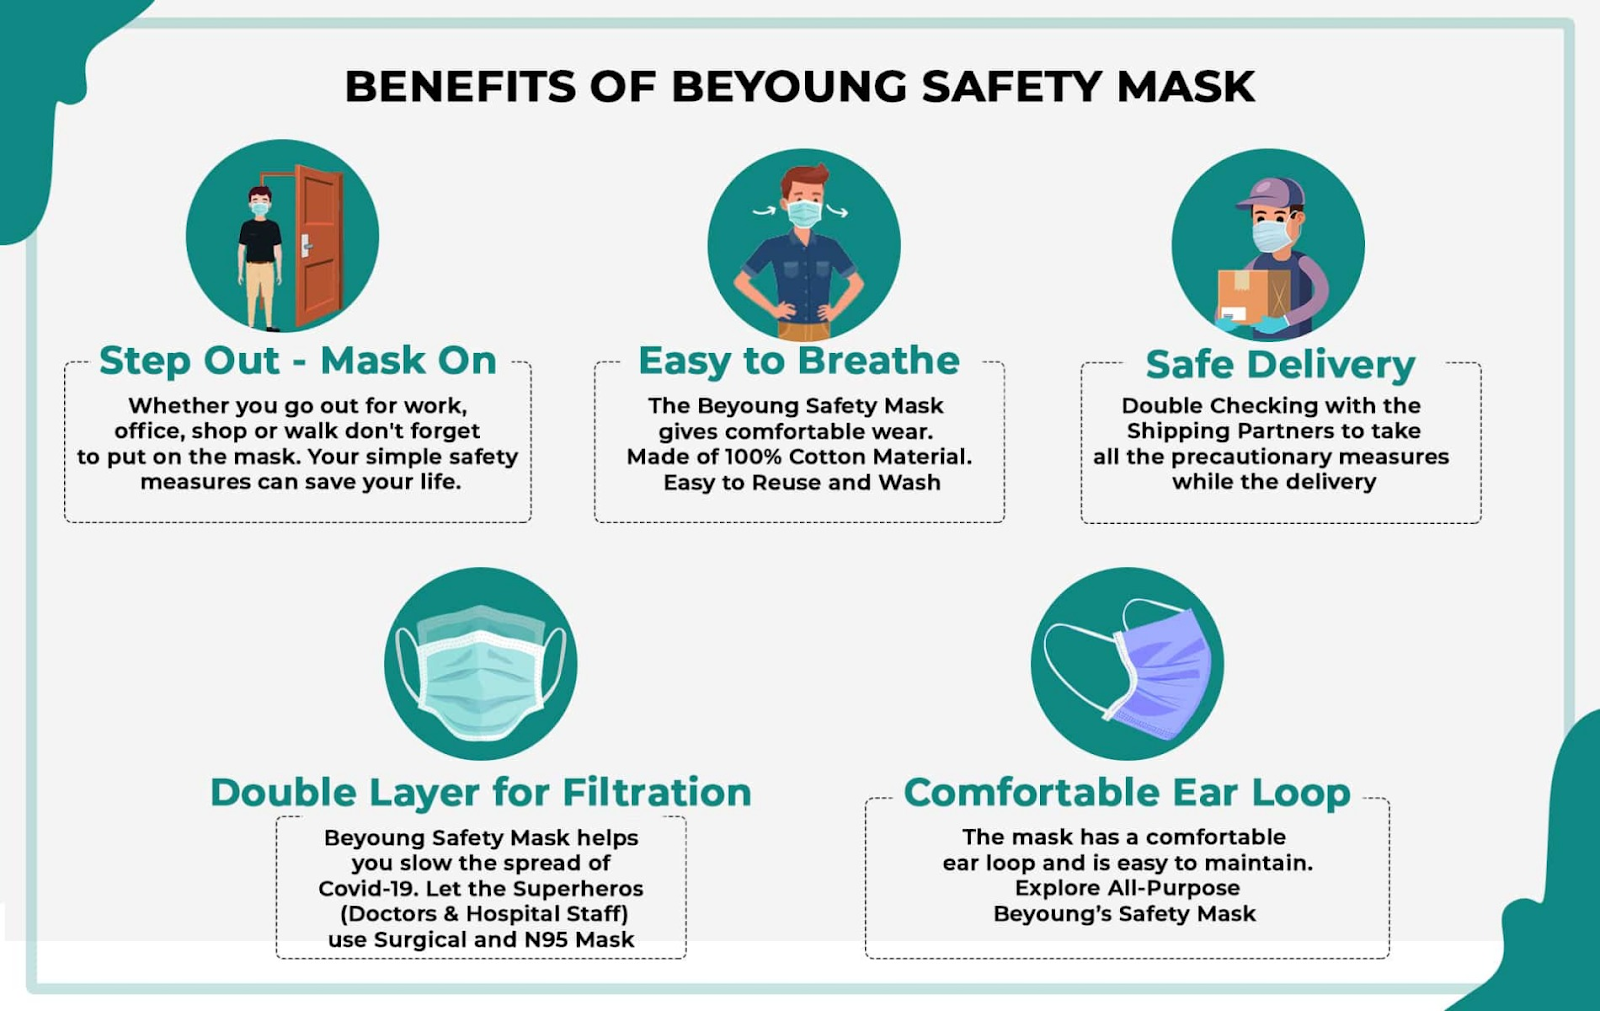 BENEFITS OF BEYOUNG SAFETY MASK
Step Out - Mask On
Whether you go out for work,
office, shop or walk don't forget
to put on the mask. Your simple safety
measures can save your life.
Easy to Breathe
The Beyoung Safety Mask
gives comfortable wear.
Made of 100% Cotton Material.
Easy to Reuse and Wash
Safe Delivery
Double Checking with the
Shipping Partners to take
all the precautionary measures
while the delivery
Double Layer for Filtration
Beyoung Safety Mask helps
you slow the spread of
Covid-19. Let the Superheros
(Doctors & Hospital Staff)
use Surgical and N95 Mask
Comfortable Ear Loop
The mask has a comfortable
ear loop and is easy to maintain.
Explore All-Purpose
Beyoung’s Safety Mask